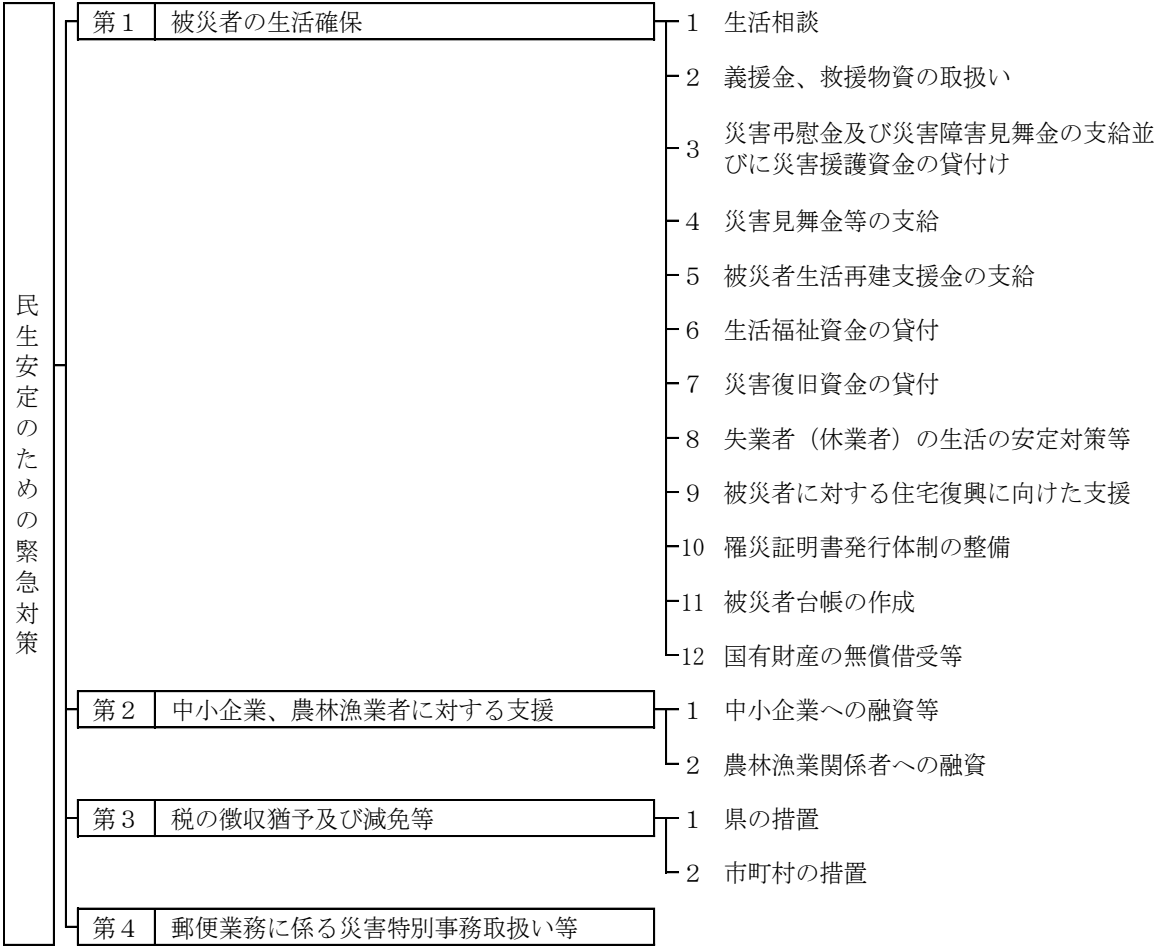 民生安定のための緊急対策
第1 被災者の生活確保
1 生活相談
2 義援金、救援物資の取扱い
3 災害弔慰金及び災害障害見舞金の支給並
びに災害援護資金の貸付け
4 災害見舞金等の支給
5 被災者生活再建支援金の支給
6 生活福祉資金の貸付
7 災害復旧資金の貸付
8 失業者（休業者）の生活の安定対策等
9 被災者に対する住宅復興に向けた支援
10 罹災証明書発行体制の整備
11 被災者台帳の作成
12 国有財産の無償借受等
第2 中小企業、農林漁業者に対する支援
1 中小企業への融資等
2 農林漁業関係者への融資
第3 税の徴収猶予及び減免等
1 県の措置
2 市町村の措置
第4 郵便業務に係る災害特別事務取扱い等